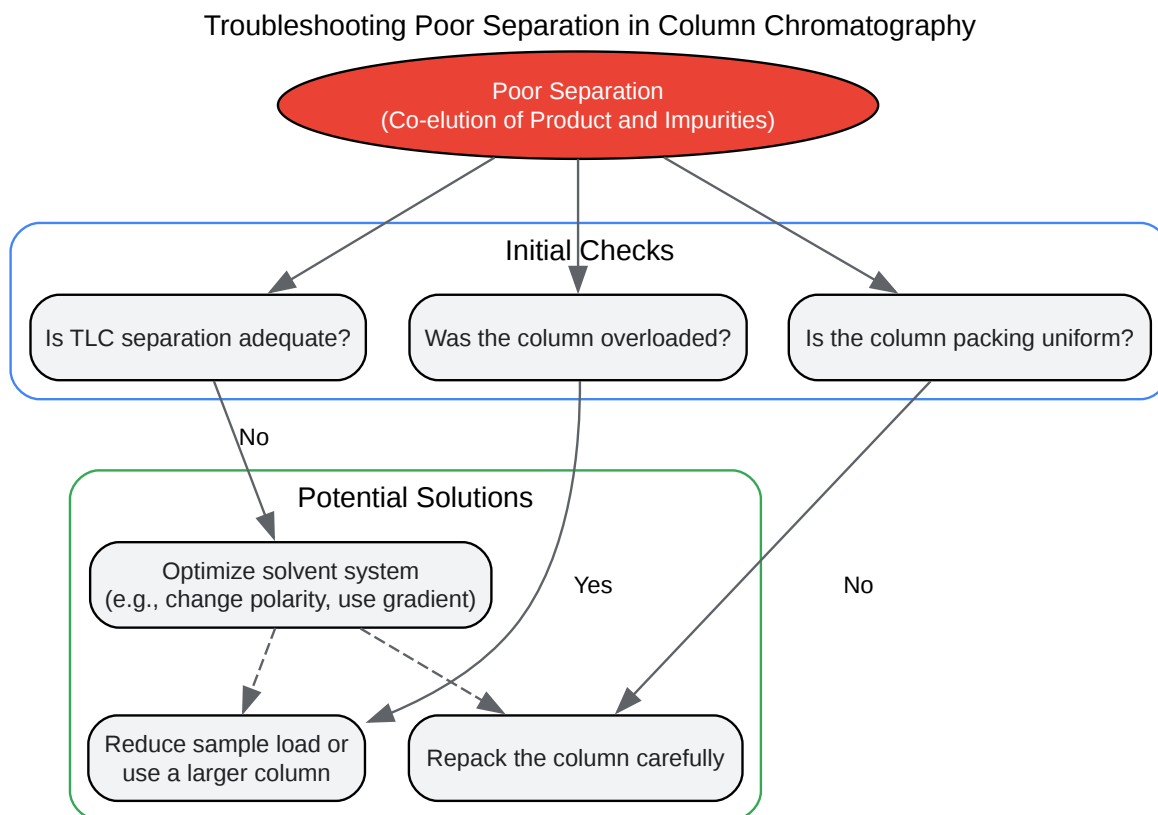 Troubleshooting Poor Separation in Column Chromatography
Poor Separation
(Co-elution of Product and Impurities)
Initial Checks
Is TLC separation adequate?
Was the column overloaded?
Is the column packing uniform?
No
Potential Solutions
Optimize solvent system
(e.g., change polarity, use gradient)
Yes
No
Reduce sample load or
use a larger column
Repack the column carefully